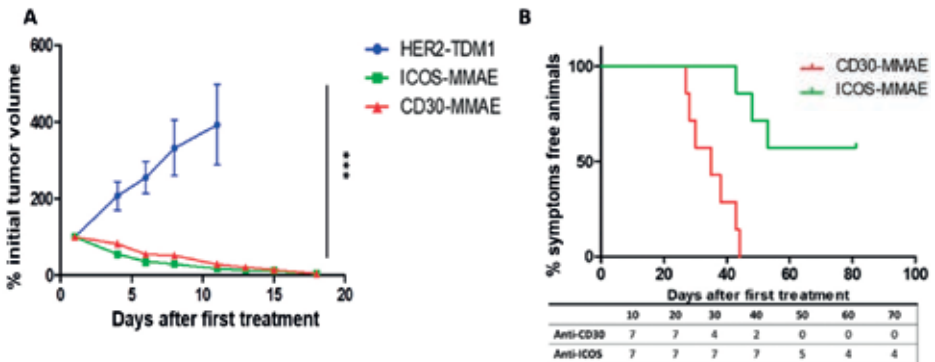 A
600
400
200
0
% initial tumor volume
0 5 10 15 20
Days after first treatment
HER2-TDM1
ICOS-MMAE
CD30-MMAE
***
B
100
50
0
% symptoms free animals
0 20 40 60 80 100
Days after first treatment
CD30-MMAE
ICOS-MMAE
10 20 30 40 50 60 70
Anti-CD30 7 7 4 2 0 0 0
Anti-ICOS 7 7 7 7 5 4 4